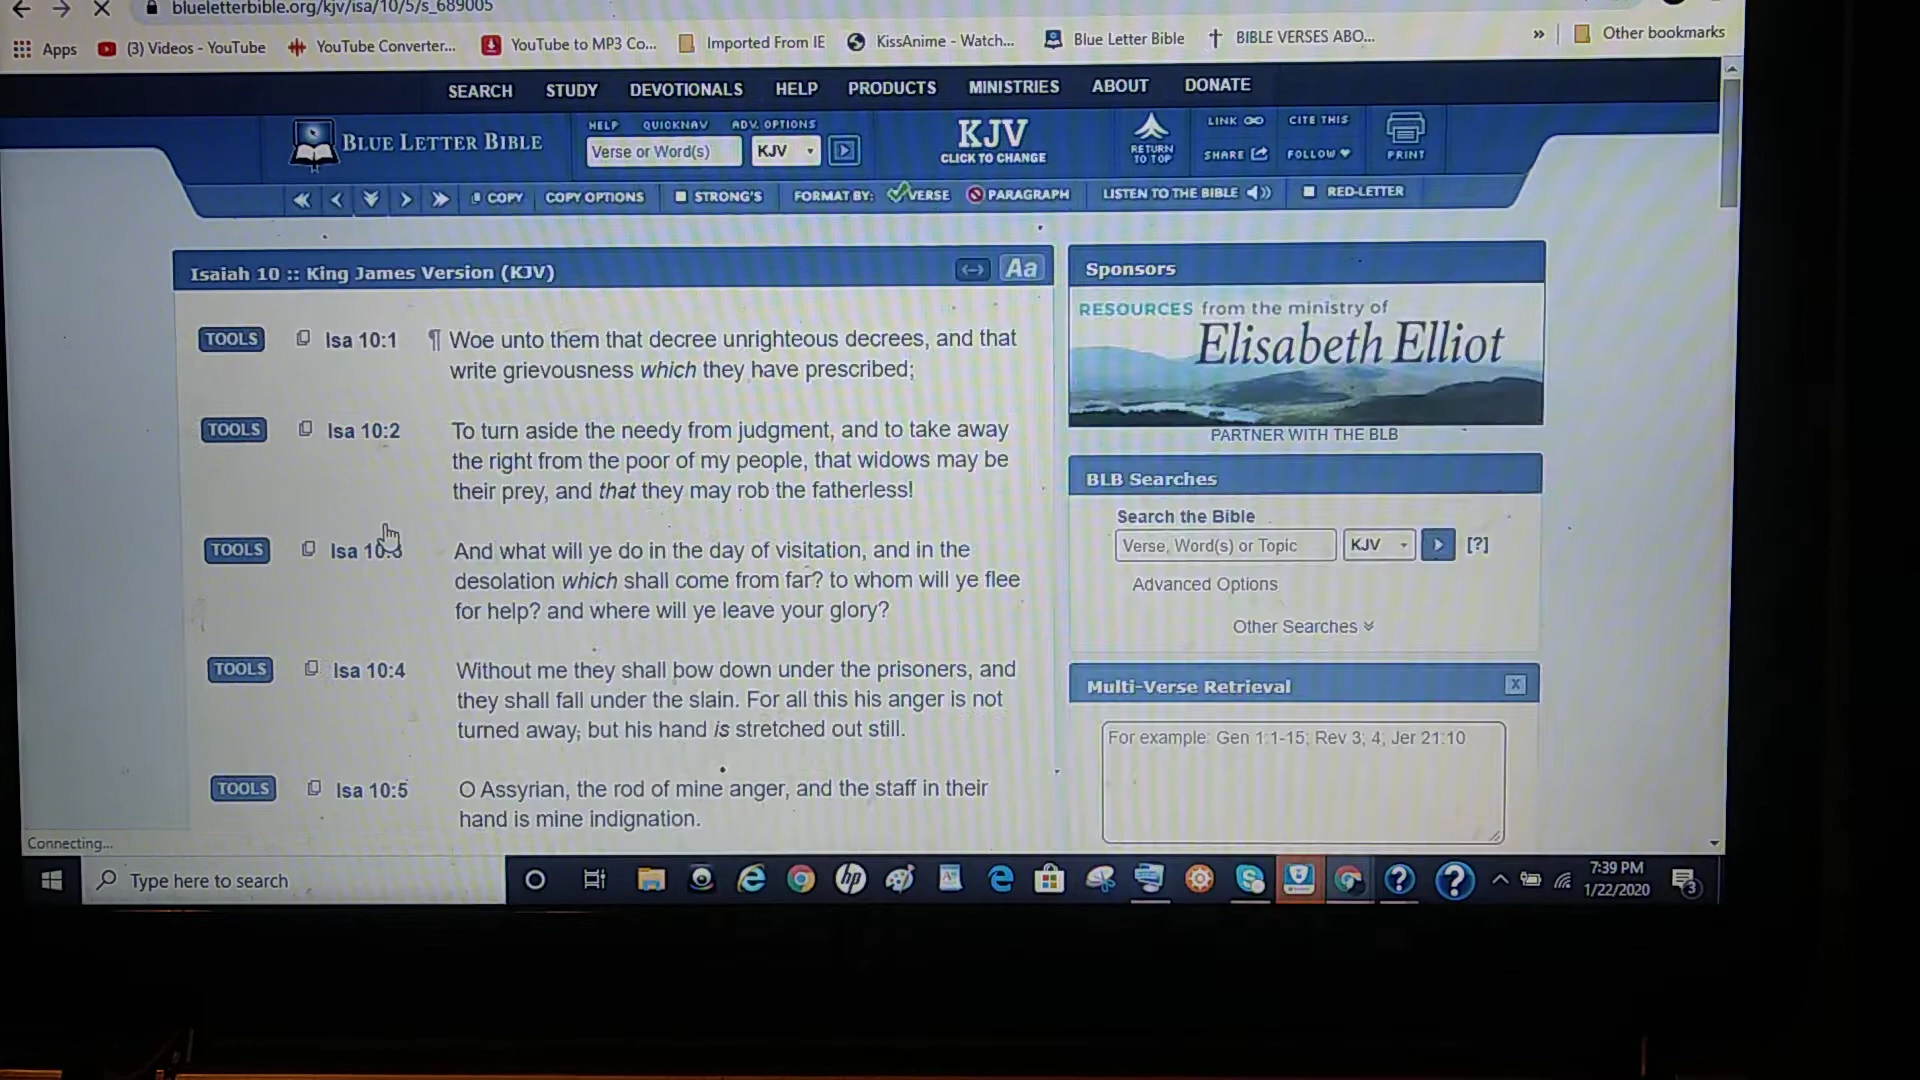 blueletterbible.org/kjv/isa/10/5/s_689005
Apps (3) Videos - YouTube YouTube Converter... YouTube to MP3 Co... Imported From IE KissAnime - Watch... Blue Letter Bible BIBLE VERSES ABO... » Other bookmarks
SEARCH STUDY DEVOTIONALS HELP PRODUCTS MINISTRIES ABOUT DONATE
HELP QUICKNAV ADV. OPTIONS
BLUE LETTER BIBLE
Verse or Word(s) KJV
KJV
CLICK TO CHANGE
RETURN
TO TOP
LINK CITE THIS
SHARE FOLLOW
PRINT
COPY COPY OPTIONS STRONG'S FORMAT BY: VERSE PARAGRAPH LISTEN TO THE BIBLE RED-LETTER
Isaiah 10 :: King James Version (KJV) Aa
TOOLS Isa 10:1 ¶ Woe unto them that decree unrighteous decrees, and that
write grievousness which they have prescribed;
TOOLS Isa 10:2 To turn aside the needy from judgment, and to take away
the right from the poor of my people, that widows may be
their prey, and that they may rob the fatherless!
TOOLS Isa 10:3 And what will ye do in the day of visitation, and in the
desolation which shall come from far? to whom will ye flee
for help? and where will ye leave your glory?
TOOLS Isa 10:4 Without me they shall bow down under the prisoners, and
they shall fall under the slain. For all this his anger is not
turned away, but his hand is stretched out still.
TOOLS Isa 10:5 O Assyrian, the rod of mine anger, and the staff in their
hand is mine indignation.
Sponsors
RESOURCES from the ministry of
Elisabeth Elliot
PARTNER WITH THE BLB
BLB Searches
Search the Bible
Verse, Word(s) or Topic KJV [?]
Advanced Options
Other Searches
Multi-Verse Retrieval X
For example: Gen 1:1-15; Rev 3; 4, Jer 21:10
Connecting...
Type here to search
hp
7:39 PM
1/22/2020
3